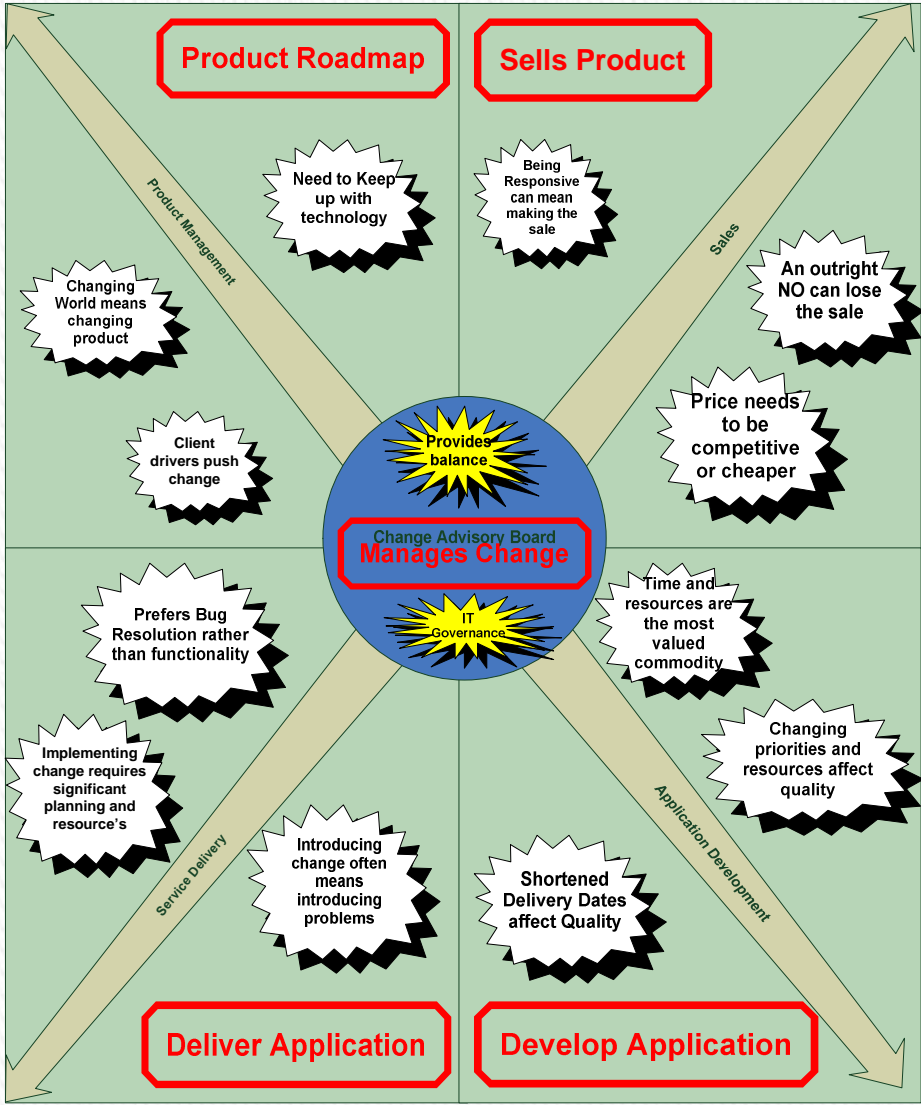 Product Roadmap
Sells Product
Product Management
Need to Keep
up with
technology
Changing
World means
changing
product
Client
drivers push
change
Being
Responsive
can mean
making the
sale
Sales
An outright
NO can lose
the sale
Price needs
to be
competitive
or cheaper
Provides
balance
Change Advisory Board
Manages Change
IT
Governance
Prefers Bug
Resolution rather
than functionality
Implementing
change requires
significant
planning and
resource’s
Service Delivery
Introducing
change often
means
introducing
problems
Time and
resources are
the most
valued
commodity
Changing
priorities and
resources affect
quality
Application Development
Shortened
Delivery Dates
affect Quality
Deliver Application
Develop Application